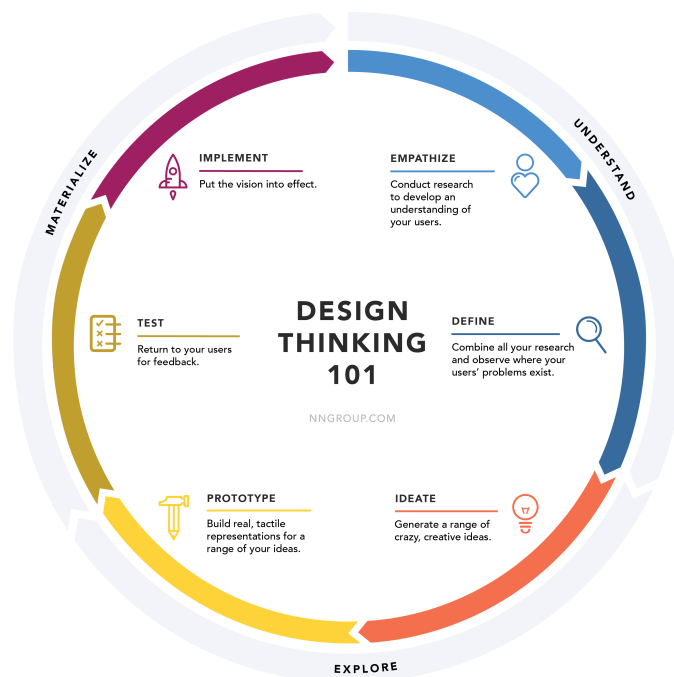 DESIGN
THINKING
101
NNGROUP.COM
UNDERSTAND
EMPATHIZE
Conduct research
to develop an
understanding of
your users.
DEFINE
Combine all your research
and observe where your
users’ problems exist.
EXPLORE
IDEATE
Generate a range of
crazy, creative ideas.
PROTOTYPE
Build real, tactile
representations for a
range of your ideas.
MATERIALIZE
TEST
Return to your users
for feedback.
IMPLEMENT
Put the vision into effect.